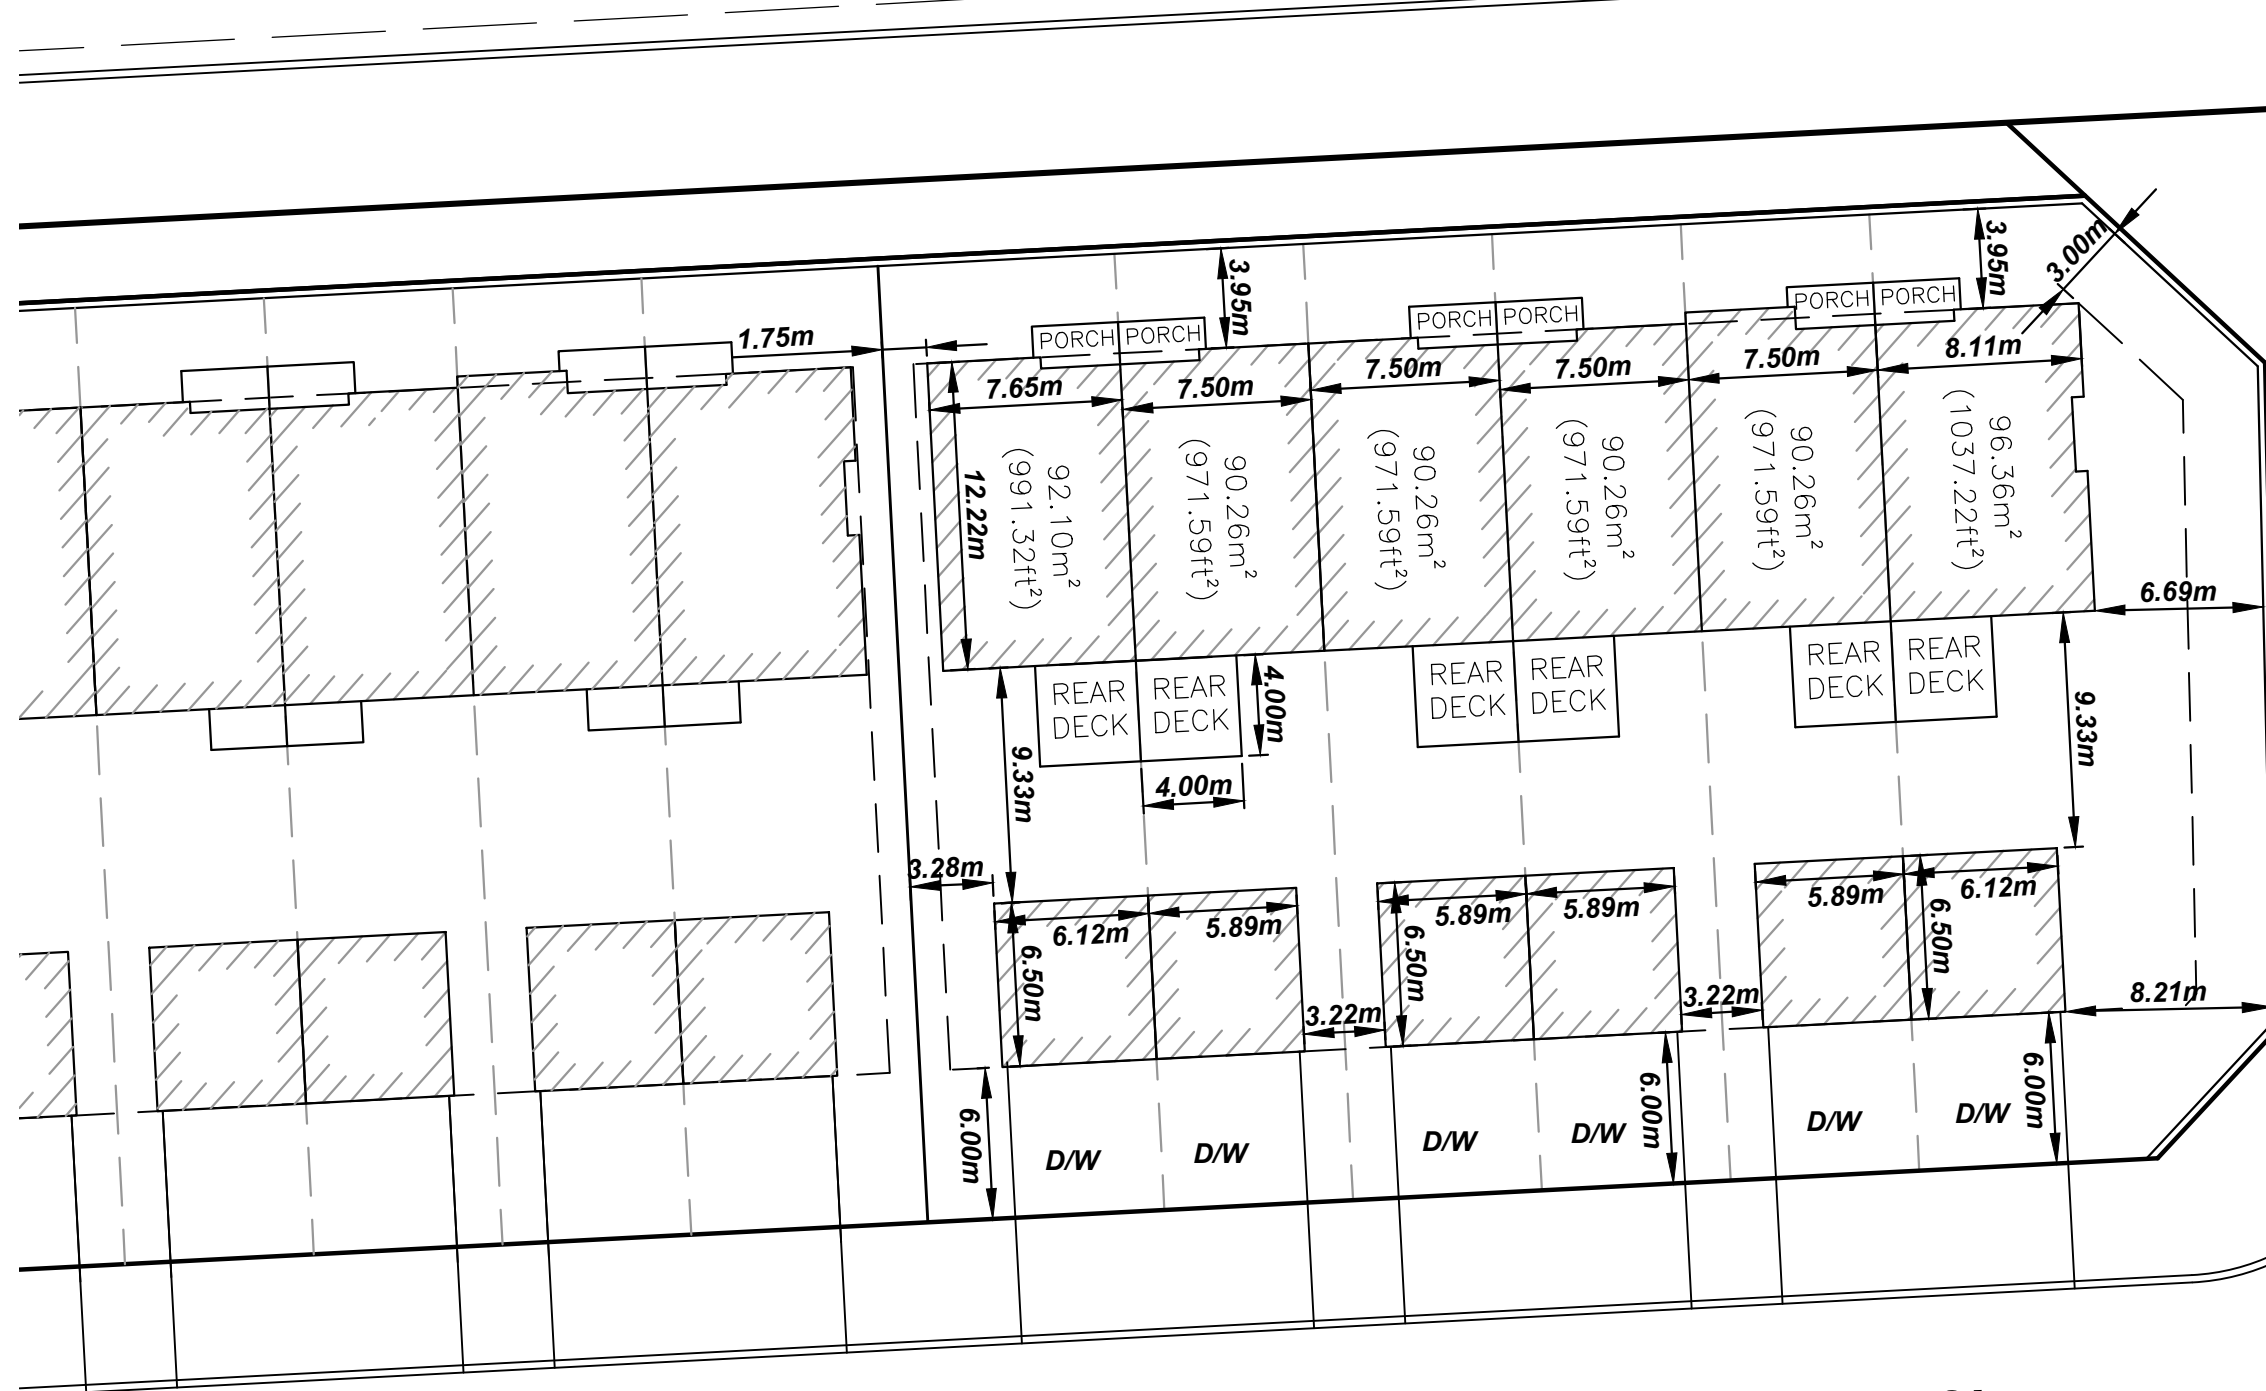 3.95m
3.00m
3.95m
PORCH PORCH
PORCH PORCH
PORCH PORCH
1.75m
7.65m
7.50m
7.50m
7.50m
7.50m
8.11m
12.22m
92.10m²
(991.32ft²)
90.26m²
(971.59ft²)
90.26m²
(971.59ft²)
90.26m²
(971.59ft²)
90.26m²
(971.59ft²)
96.36m²
(1037.22ft²)
6.69m
REAR
DECK
REAR
DECK
REAR
DECK
REAR
DECK
REAR
DECK
REAR
DECK
4.00m
4.00m
9.33m
9.33m
3.28m
6.12m
5.89m
5.89m
5.89m
5.89m
6.12m
6.50m
6.50m
6.50m
3.22m
3.22m
8.21m
6.00m
6.00m
6.00m
D/W
D/W
D/W
D/W
D/W
D/W